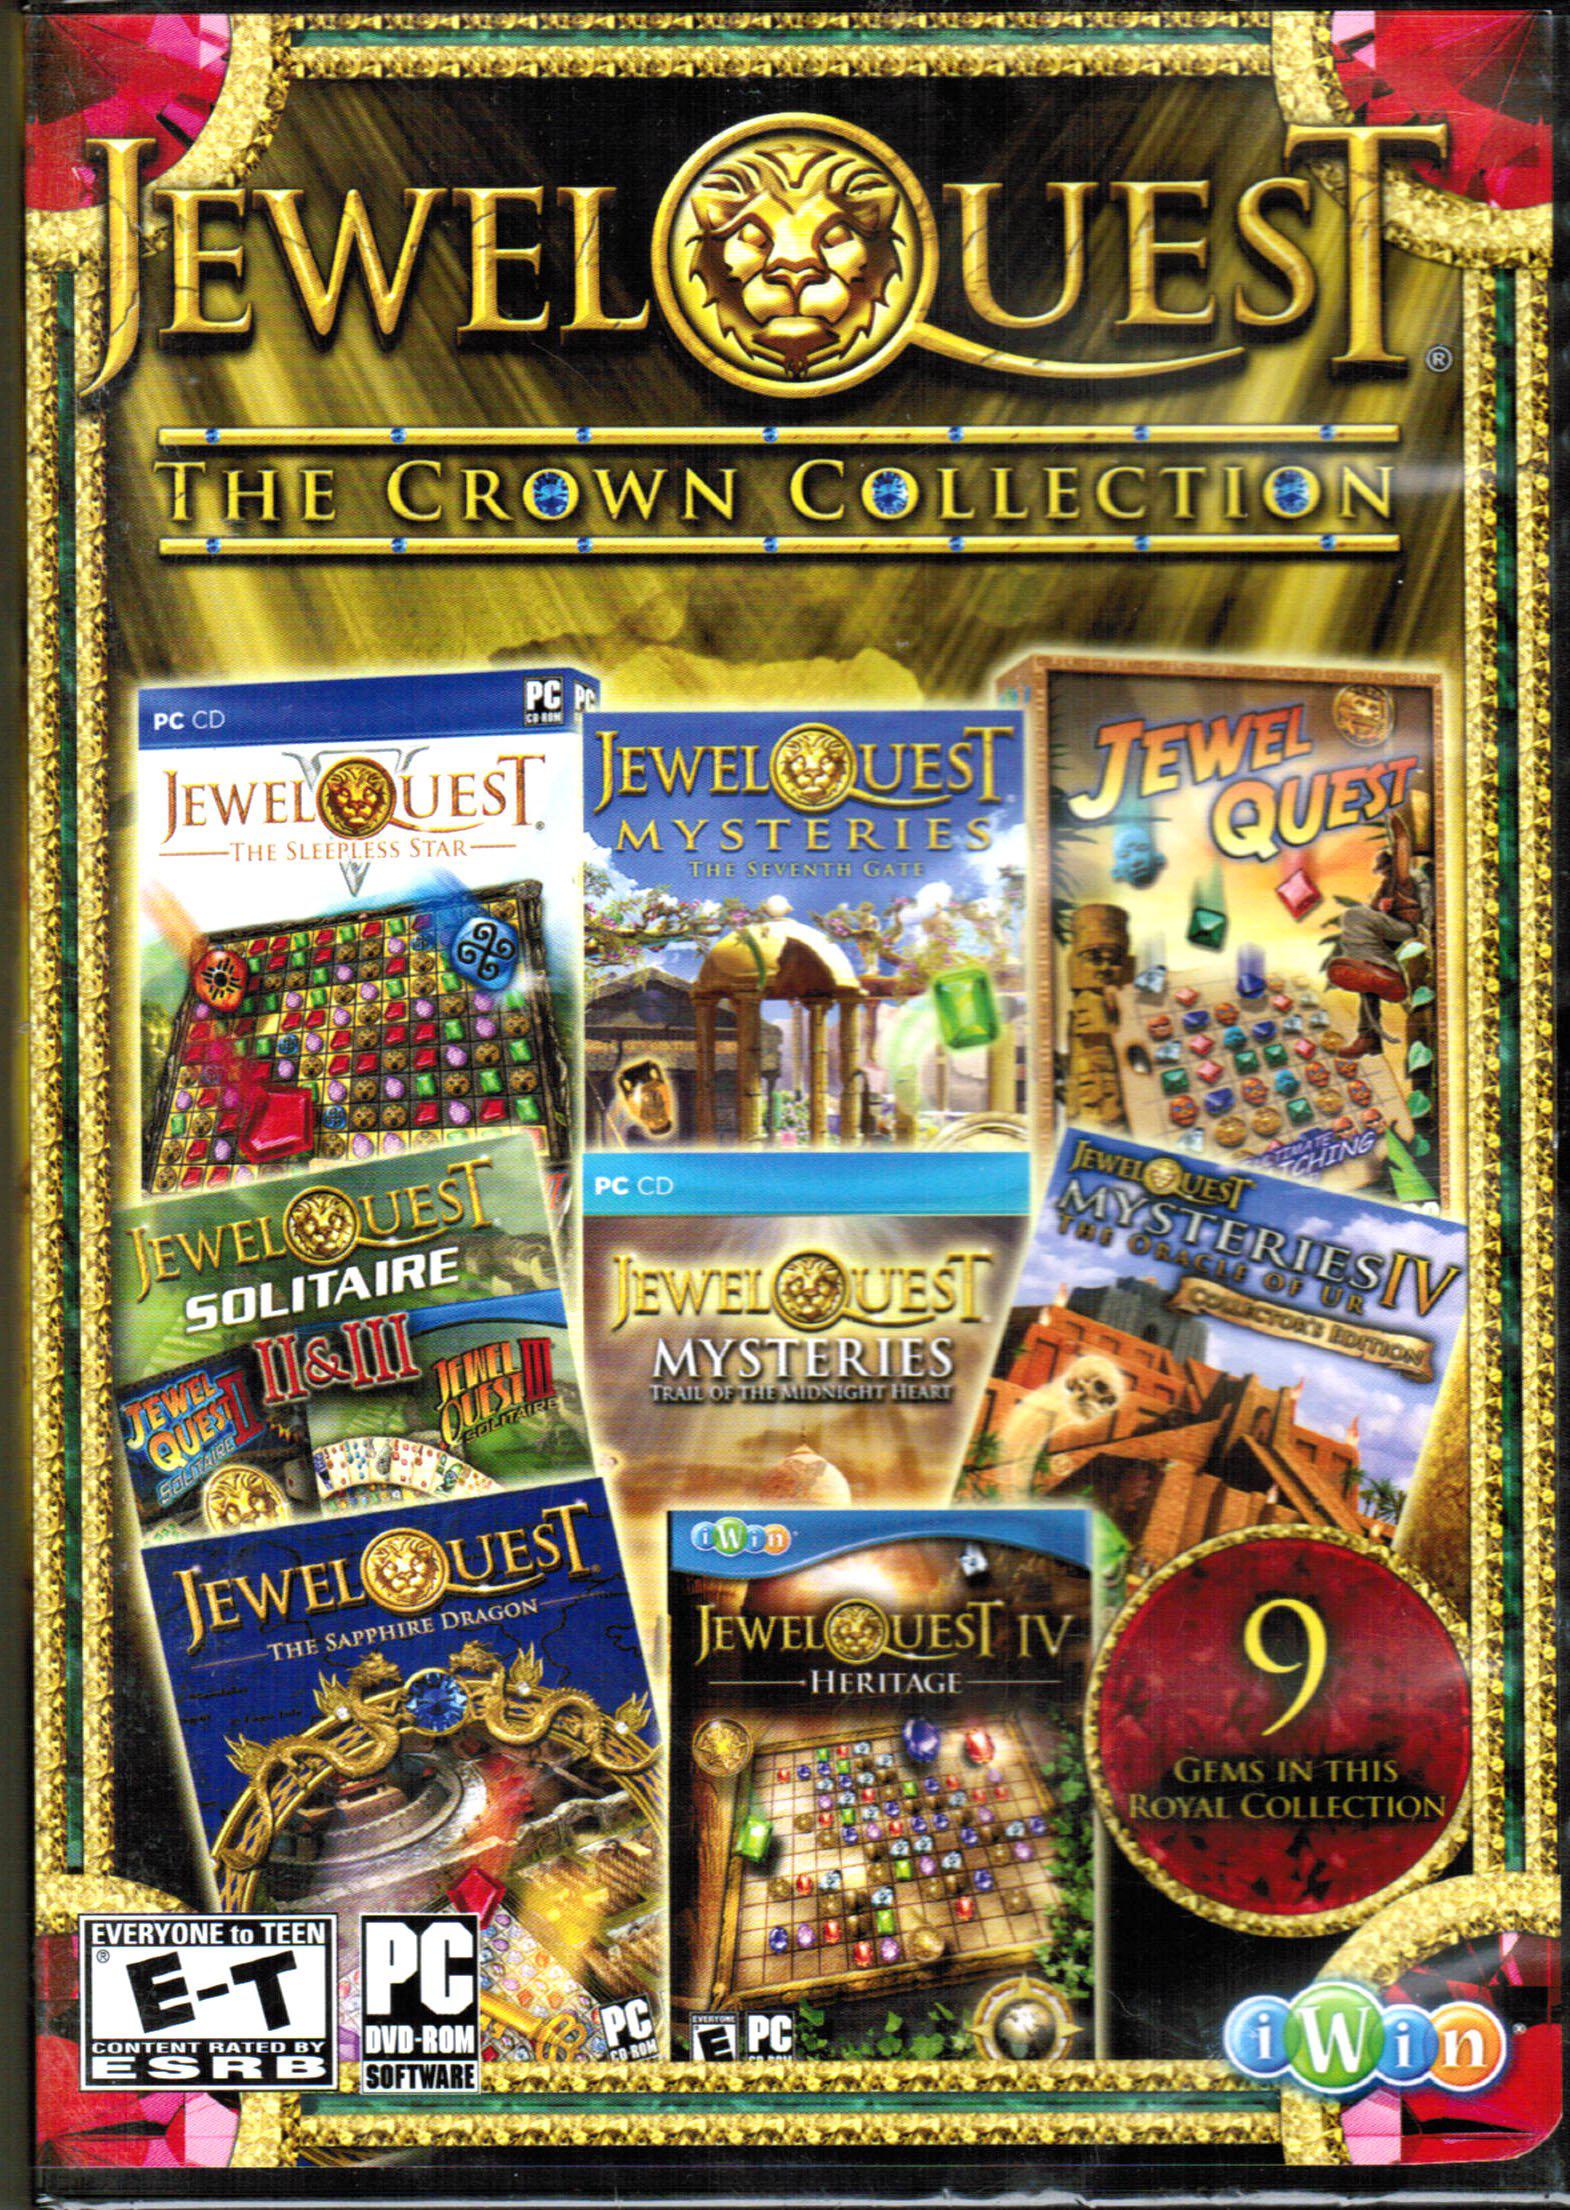 JEWEL QUEST®
THE CROWN COLLECTION
PC CD
PC
CD-ROM
PC
JEWEL QUEST®
THE SLEEPLESS STAR
JEWEL QUEST®
MYSTERIES
THE SEVENTH GATE
JEWEL
QUEST
JEWEL QUEST
SOLITAIRE
II & III
JEWEL
QUEST II
SOLITAIRE
JEWEL
QUEST III
SOLITAIRE
PC CD
JEWEL QUEST®
MYSTERIES
TRAIL OF THE MIDNIGHT HEART
JEWEL QUEST
MYSTERIES IV
THE ORACLE OF UR
COLLECTOR'S EDITION
JEWEL QUEST®
THE SAPPHIRE DRAGON
PC
CD-ROM
iWin®
JEWEL QUEST IV
HERITAGE
EVERYONE
E
PC
9
GEMS IN THIS
ROYAL COLLECTION
EVERYONE to TEEN
® E-T
CONTENT RATED BY
ESRB
PC
DVD-ROM
SOFTWARE
iWin®